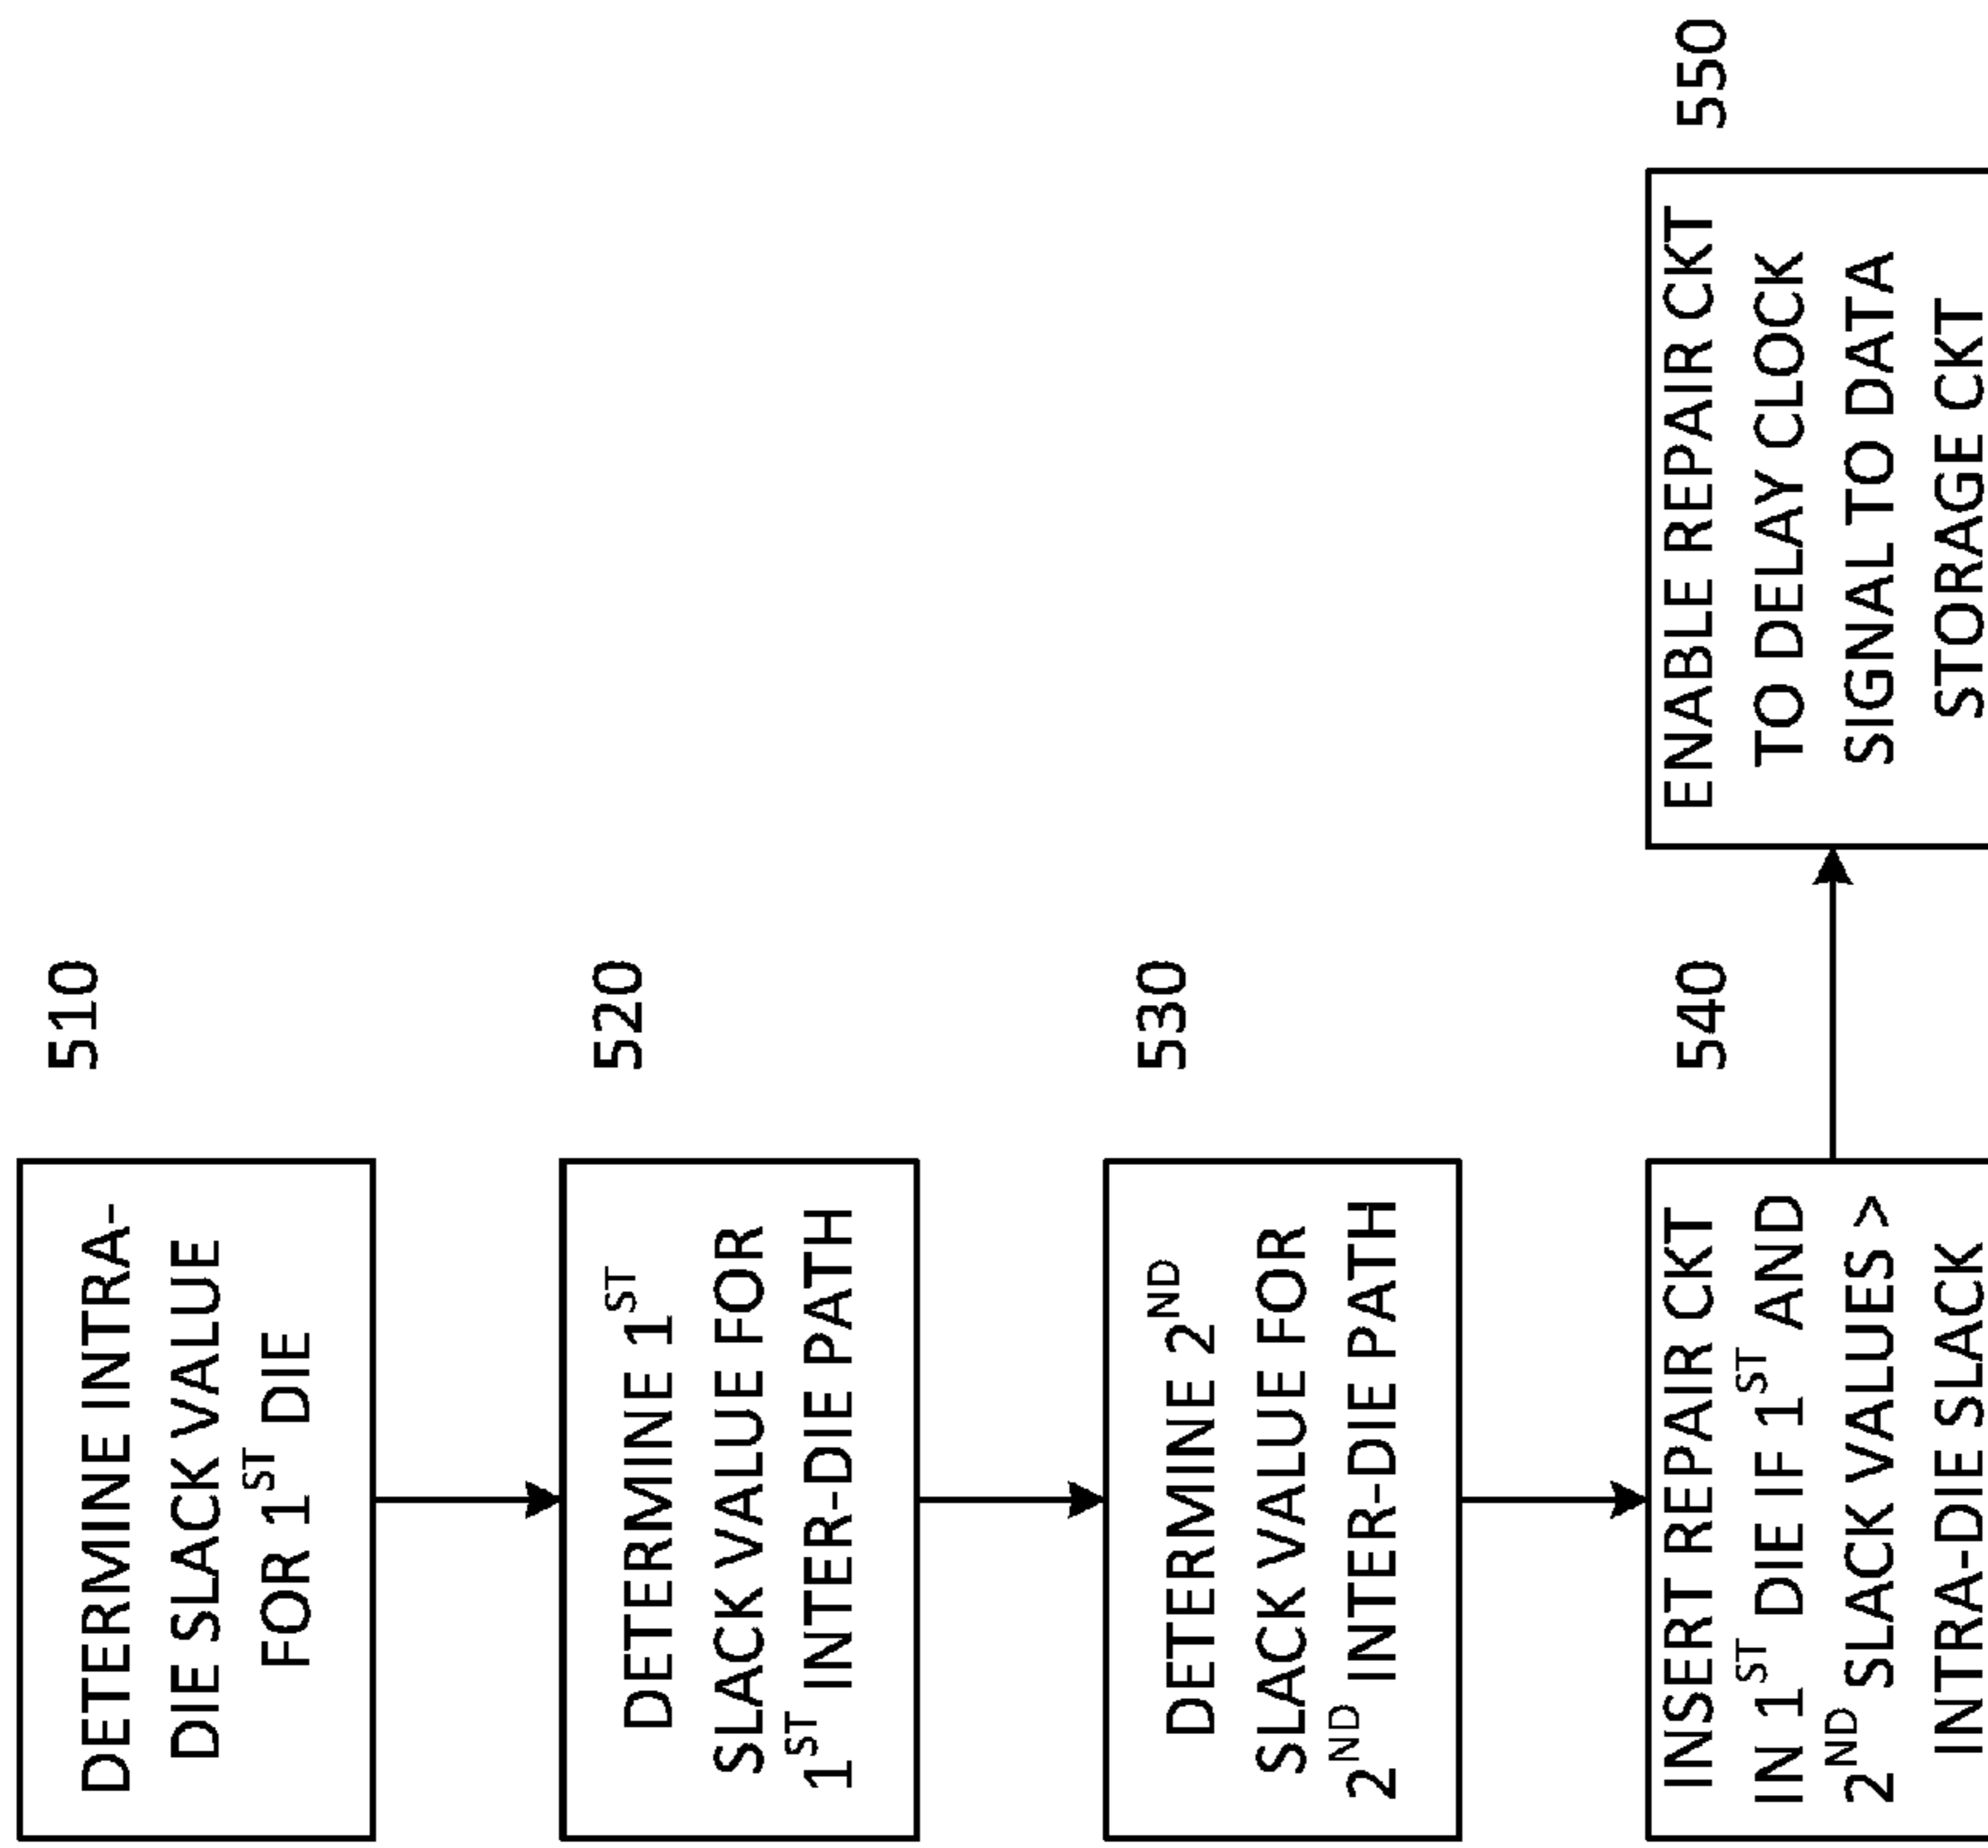 510
DETERMINE INTRA-
DIE SLACK VALUE
FOR 1ST DIE
520
DETERMINE 1ST
SLACK VALUE FOR
1ST INTER-DIE PATH
530
DETERMINE 2ND
SLACK VALUE FOR
2ND INTER-DIE PATH
540
INSERT REPAIR CKT
IN 1ST DIE IF 1ST AND
2ND SLACK VALUES >
INTRA-DIE SLACK
550
ENABLE REPAIR CKT
TO DELAY CLOCK
SIGNAL TO DATA
STORAGE CKT